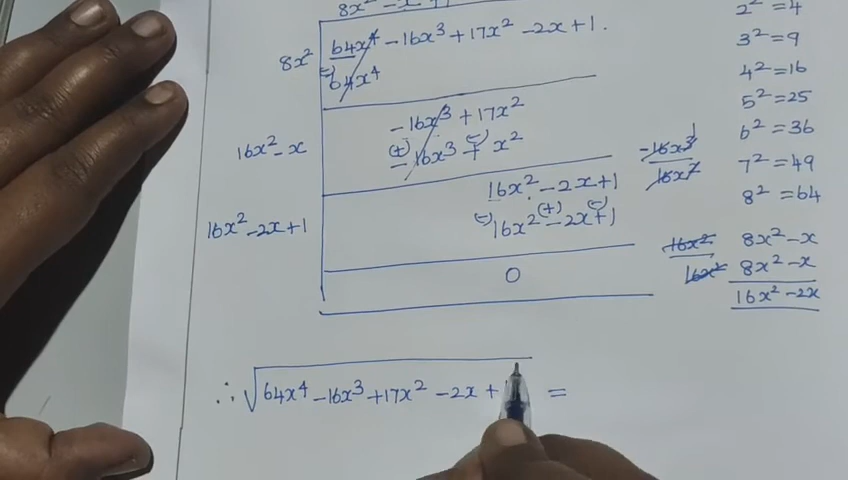 8x² - x + 1
8x² 64x⁴ - 16x³ + 17x² - 2x + 1.
(-) 64x⁴
- 16x³ + 17x²
16x² - x (+) - 16x³ (-) + x² -16x³ / 16x²
16x² - 2x + 1
16x² - 2x + 1 (-) 16x² (+) - 2x (-) + 1
0
∴ √64x⁴ - 16x³ + 17x² - 2x + =
2² = 4
3² = 9
4² = 16
5² = 25
6² = 36
7² = 49
8² = 64
16x² / 16x²
8x² - x
8x² - x
16x² - 2x